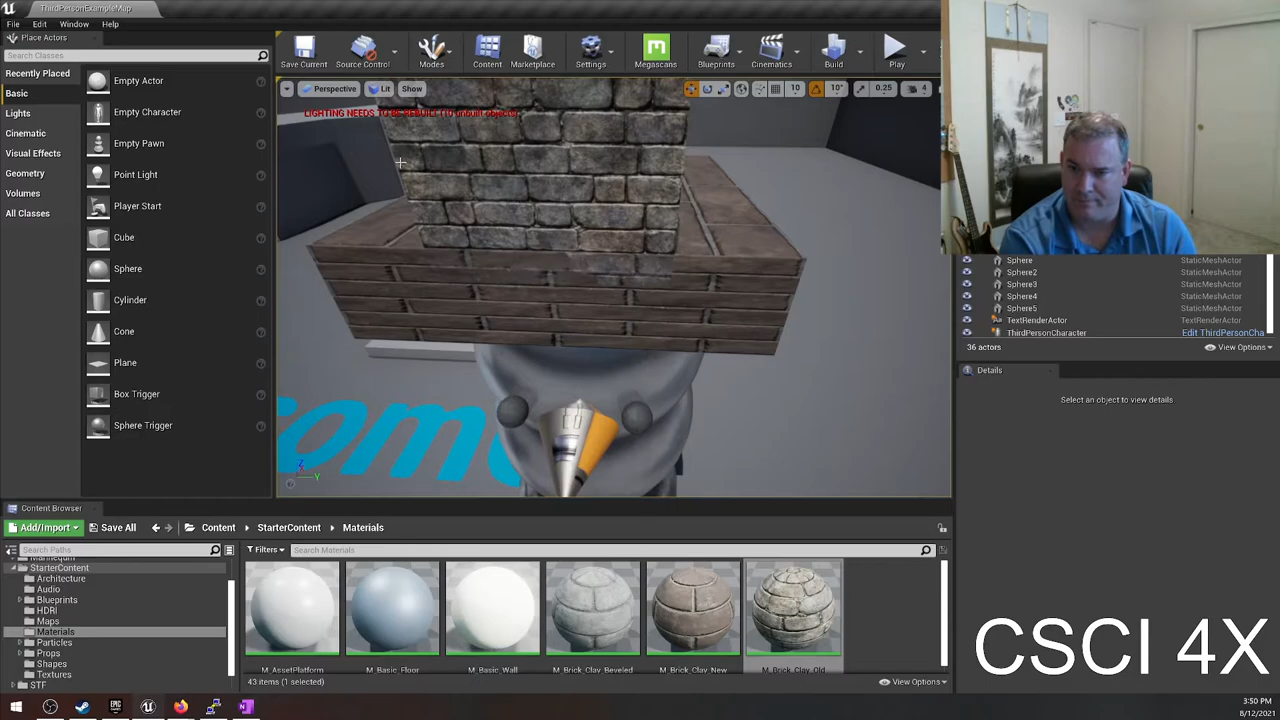 ThirdPersonExampleMap
File Edit Window Help
Place Actors
Search Classes
Recently Placed
Basic
Lights
Cinematic
Visual Effects
Geometry
Volumes
All Classes
Empty Actor
Empty Character
Empty Pawn
Point Light
Player Start
Cube
Sphere
Cylinder
Cone
Plane
Box Trigger
Sphere Trigger
Save Current
Source Control
Modes
Content
Marketplace
Settings
Megascans
Blueprints
Cinematics
Build
Play
Perspective Lit Show
10 10° 0.25 4
LIGHTING NEEDS TO BE REBUILT
Sphere StaticMeshActor
Sphere2 StaticMeshActor
Sphere3 StaticMeshActor
Sphere4 StaticMeshActor
Sphere5 StaticMeshActor
TextRenderActor TextRenderActor
ThirdPersonCharacter Edit ThirdPersonCha
36 actors View Options
Details
Select an object to view details
Content Browser
Add/Import Save All Content StarterContent Materials
Search Paths
Filters Search Materials
Mannequin
StarterContent
Architecture
Audio
Blueprints
HDRI
Maps
Materials
Particles
Props
Shapes
Textures
STF
M_AssetPlatform
M_Basic_Floor
M_Basic_Wall
M_Brick_Clay_Beveled
M_Brick_Clay_New
M_Brick_Clay_Old
43 items (1 selected) View Options
CSCI 4X
3:50 PM
8/12/2021